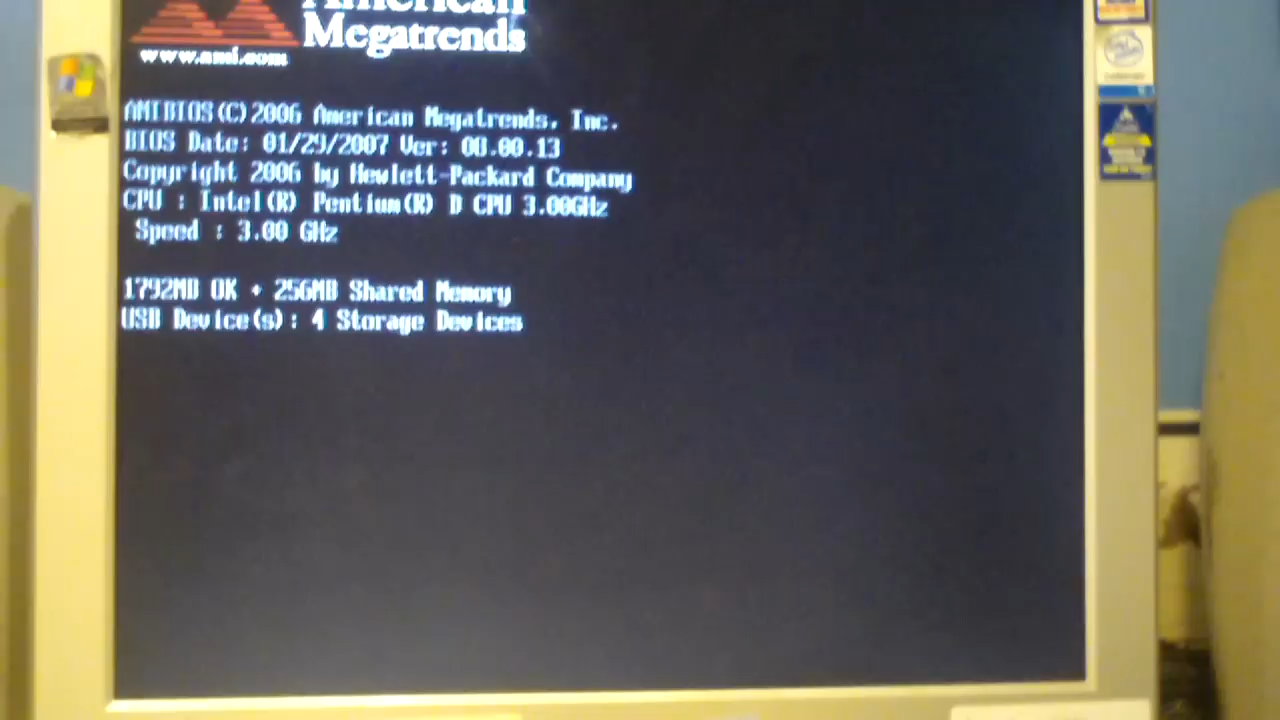 American
Megatrends
www.ami.com
AMIBIOS(C)2006 American Megatrends, Inc.
BIOS Date: 01/29/2007 Ver: 08.00.13
Copyright 2006 by Hewlett-Packard Company
CPU : Intel(R) Pentium(R) D CPU 3.00GHz
Speed : 3.00 GHz
1792MB OK + 256MB Shared Memory
USB Device(s): 4 Storage Devices